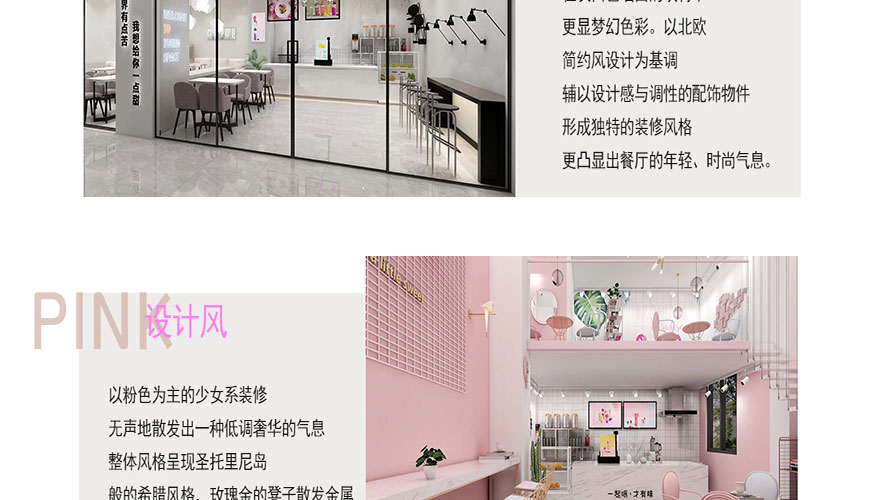 界有点苦
我想给你一点甜
更显梦幻色彩。以北欧
简约风设计为基调
辅以设计感与调性的配饰物件
形成独特的装修风格
更凸显出餐厅的年轻、时尚气息。
PINK
设计风
以粉色为主的少女系装修
无声地散发出一种低调奢华的气息
整体风格呈现圣托里尼岛
般的希腊风格，玫瑰金的凳子散发金属
a little sweet
一起喝·才有味